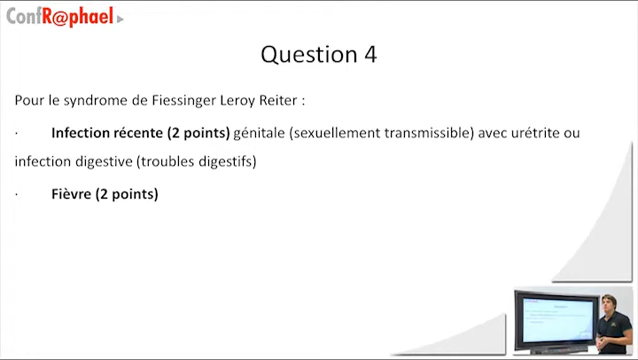 ConfR@phael
Question 4
Pour le syndrome de Fiessinger Leroy Reiter :
· Infection récente (2 points) génitale (sexuellement transmissible) avec urétrite ou
infection digestive (troubles digestifs)
· Fièvre (2 points)